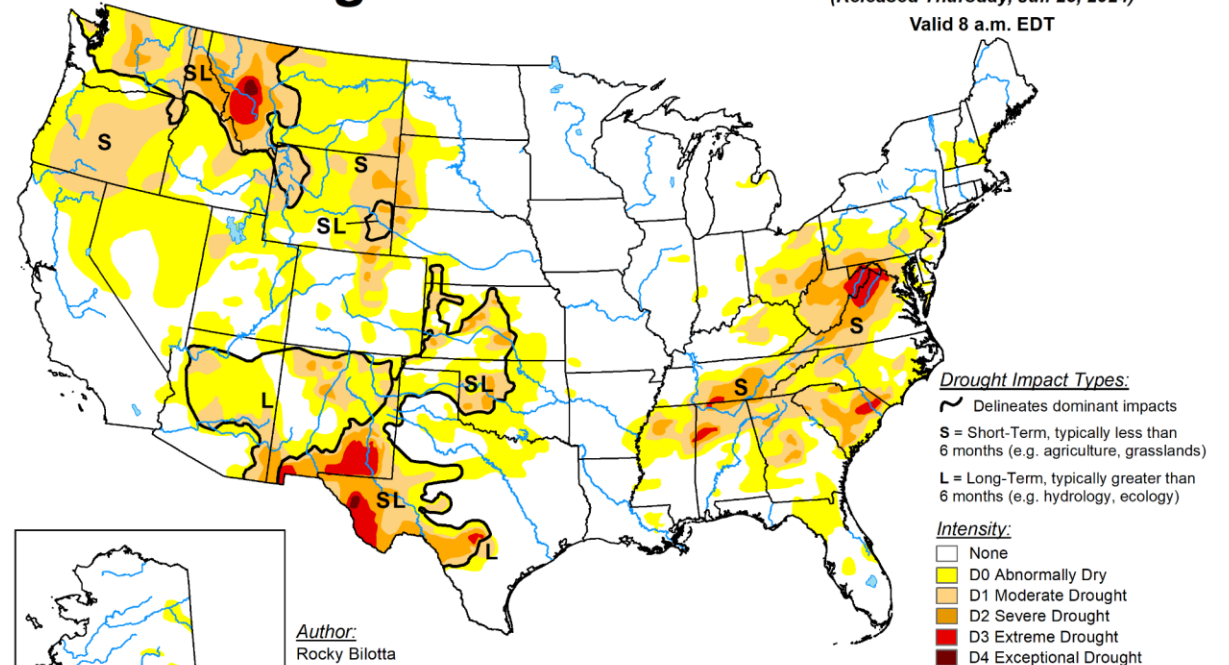 Valid 8 a.m. EDT
SL
S
S
SL
S
S
SL
L
SL
L
Drought Impact Types:
Delineates dominant impacts
S = Short-Term, typically less than
6 months (e.g. agriculture, grasslands)
L = Long-Term, typically greater than
6 months (e.g. hydrology, ecology)
Intensity:
None
D0 Abnormally Dry
D1 Moderate Drought
D2 Severe Drought
D3 Extreme Drought
D4 Exceptional Drought
Author:
Rocky Bilotta